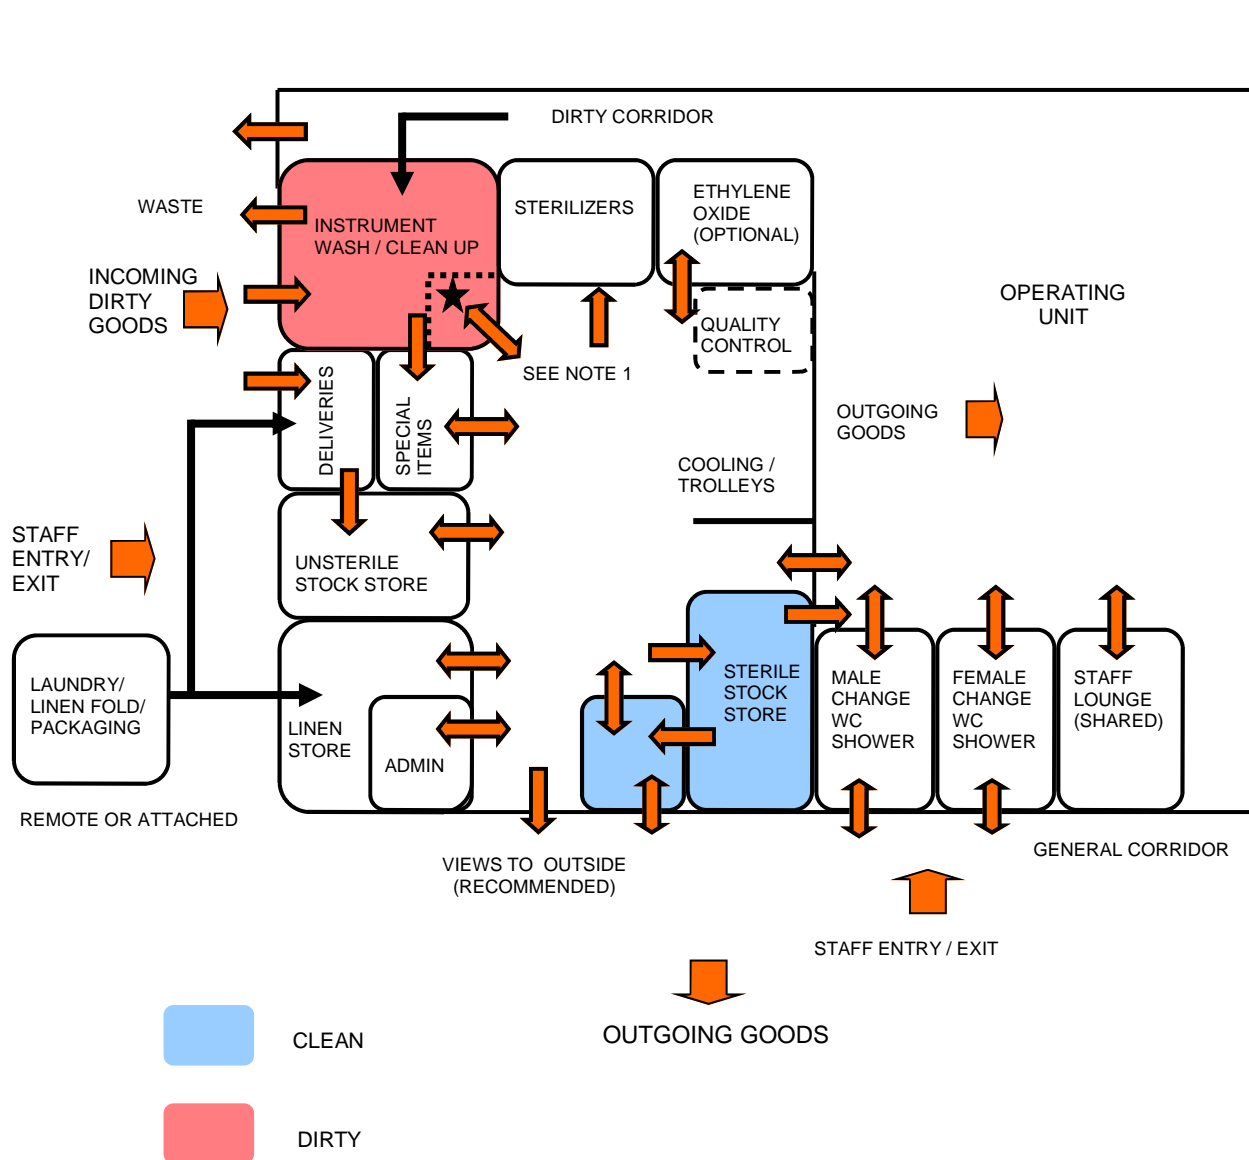 DIRTY CORRIDOR
WASTE
INSTRUMENT
WASH / CLEAN UP
STERILIZERS
ETHYLENE
OXIDE
(OPTIONAL)
INCOMING
DIRTY
GOODS
OPERATING
UNIT
QUALITY
CONTROL
SEE NOTE 1
DELIVERIES
SPECIAL
ITEMS
OUTGOING
GOODS
COOLING /
TROLLEYS
STAFF
ENTRY/
EXIT
UNSTERILE
STOCK STORE
LAUNDRY/
LINEN FOLD/
PACKAGING
LINEN
STORE
ADMIN
STERILE
STOCK
STORE
MALE
CHANGE
WC
SHOWER
FEMALE
CHANGE
WC
SHOWER
STAFF
LOUNGE
(SHARED)
REMOTE OR ATTACHED
VIEWS TO OUTSIDE
(RECOMMENDED)
GENERAL CORRIDOR
STAFF ENTRY / EXIT
OUTGOING GOODS
CLEAN
DIRTY